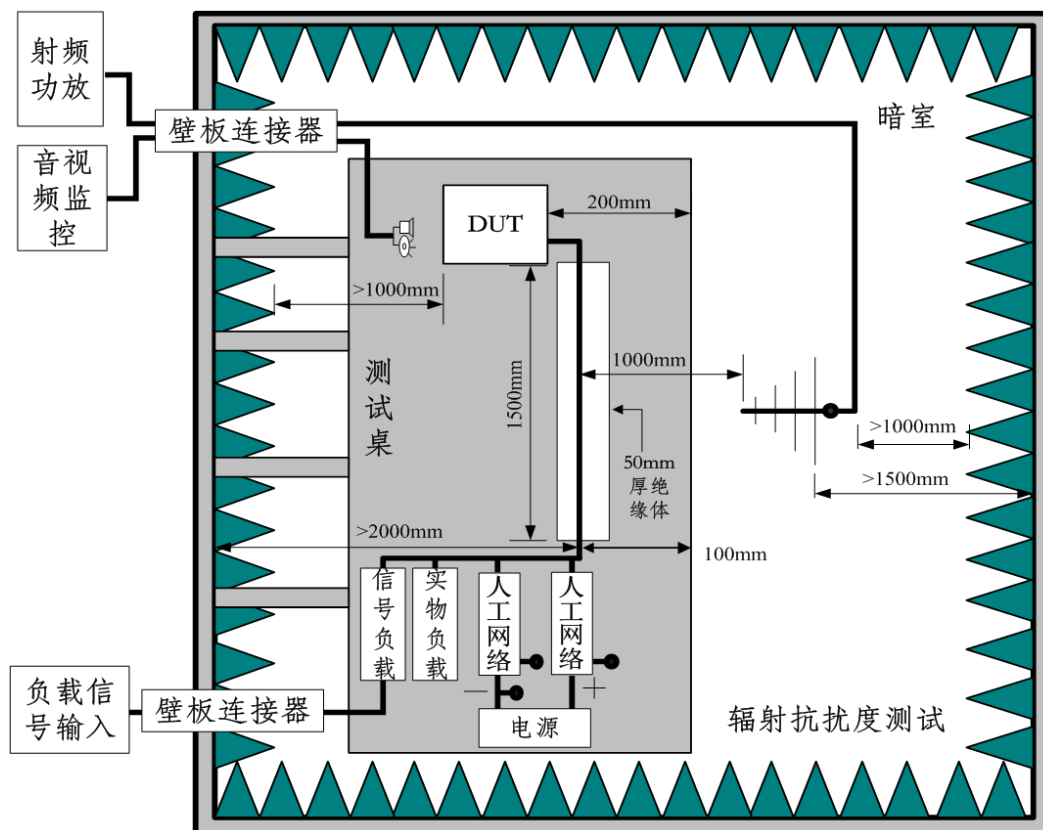 射频
功放
音视
频监
控
壁板连接器
暗室
DUT
200mm
>1000mm
测
试
桌
1500mm
1000mm
50mm
厚绝
缘体
>1000mm
>1500mm
>2000mm
100mm
信
号
负
载
实
物
负
载
人
工
网
络
人
工
网
络
−
+
电源
负载信
号输入
壁板连接器
辐射抗扰度测试